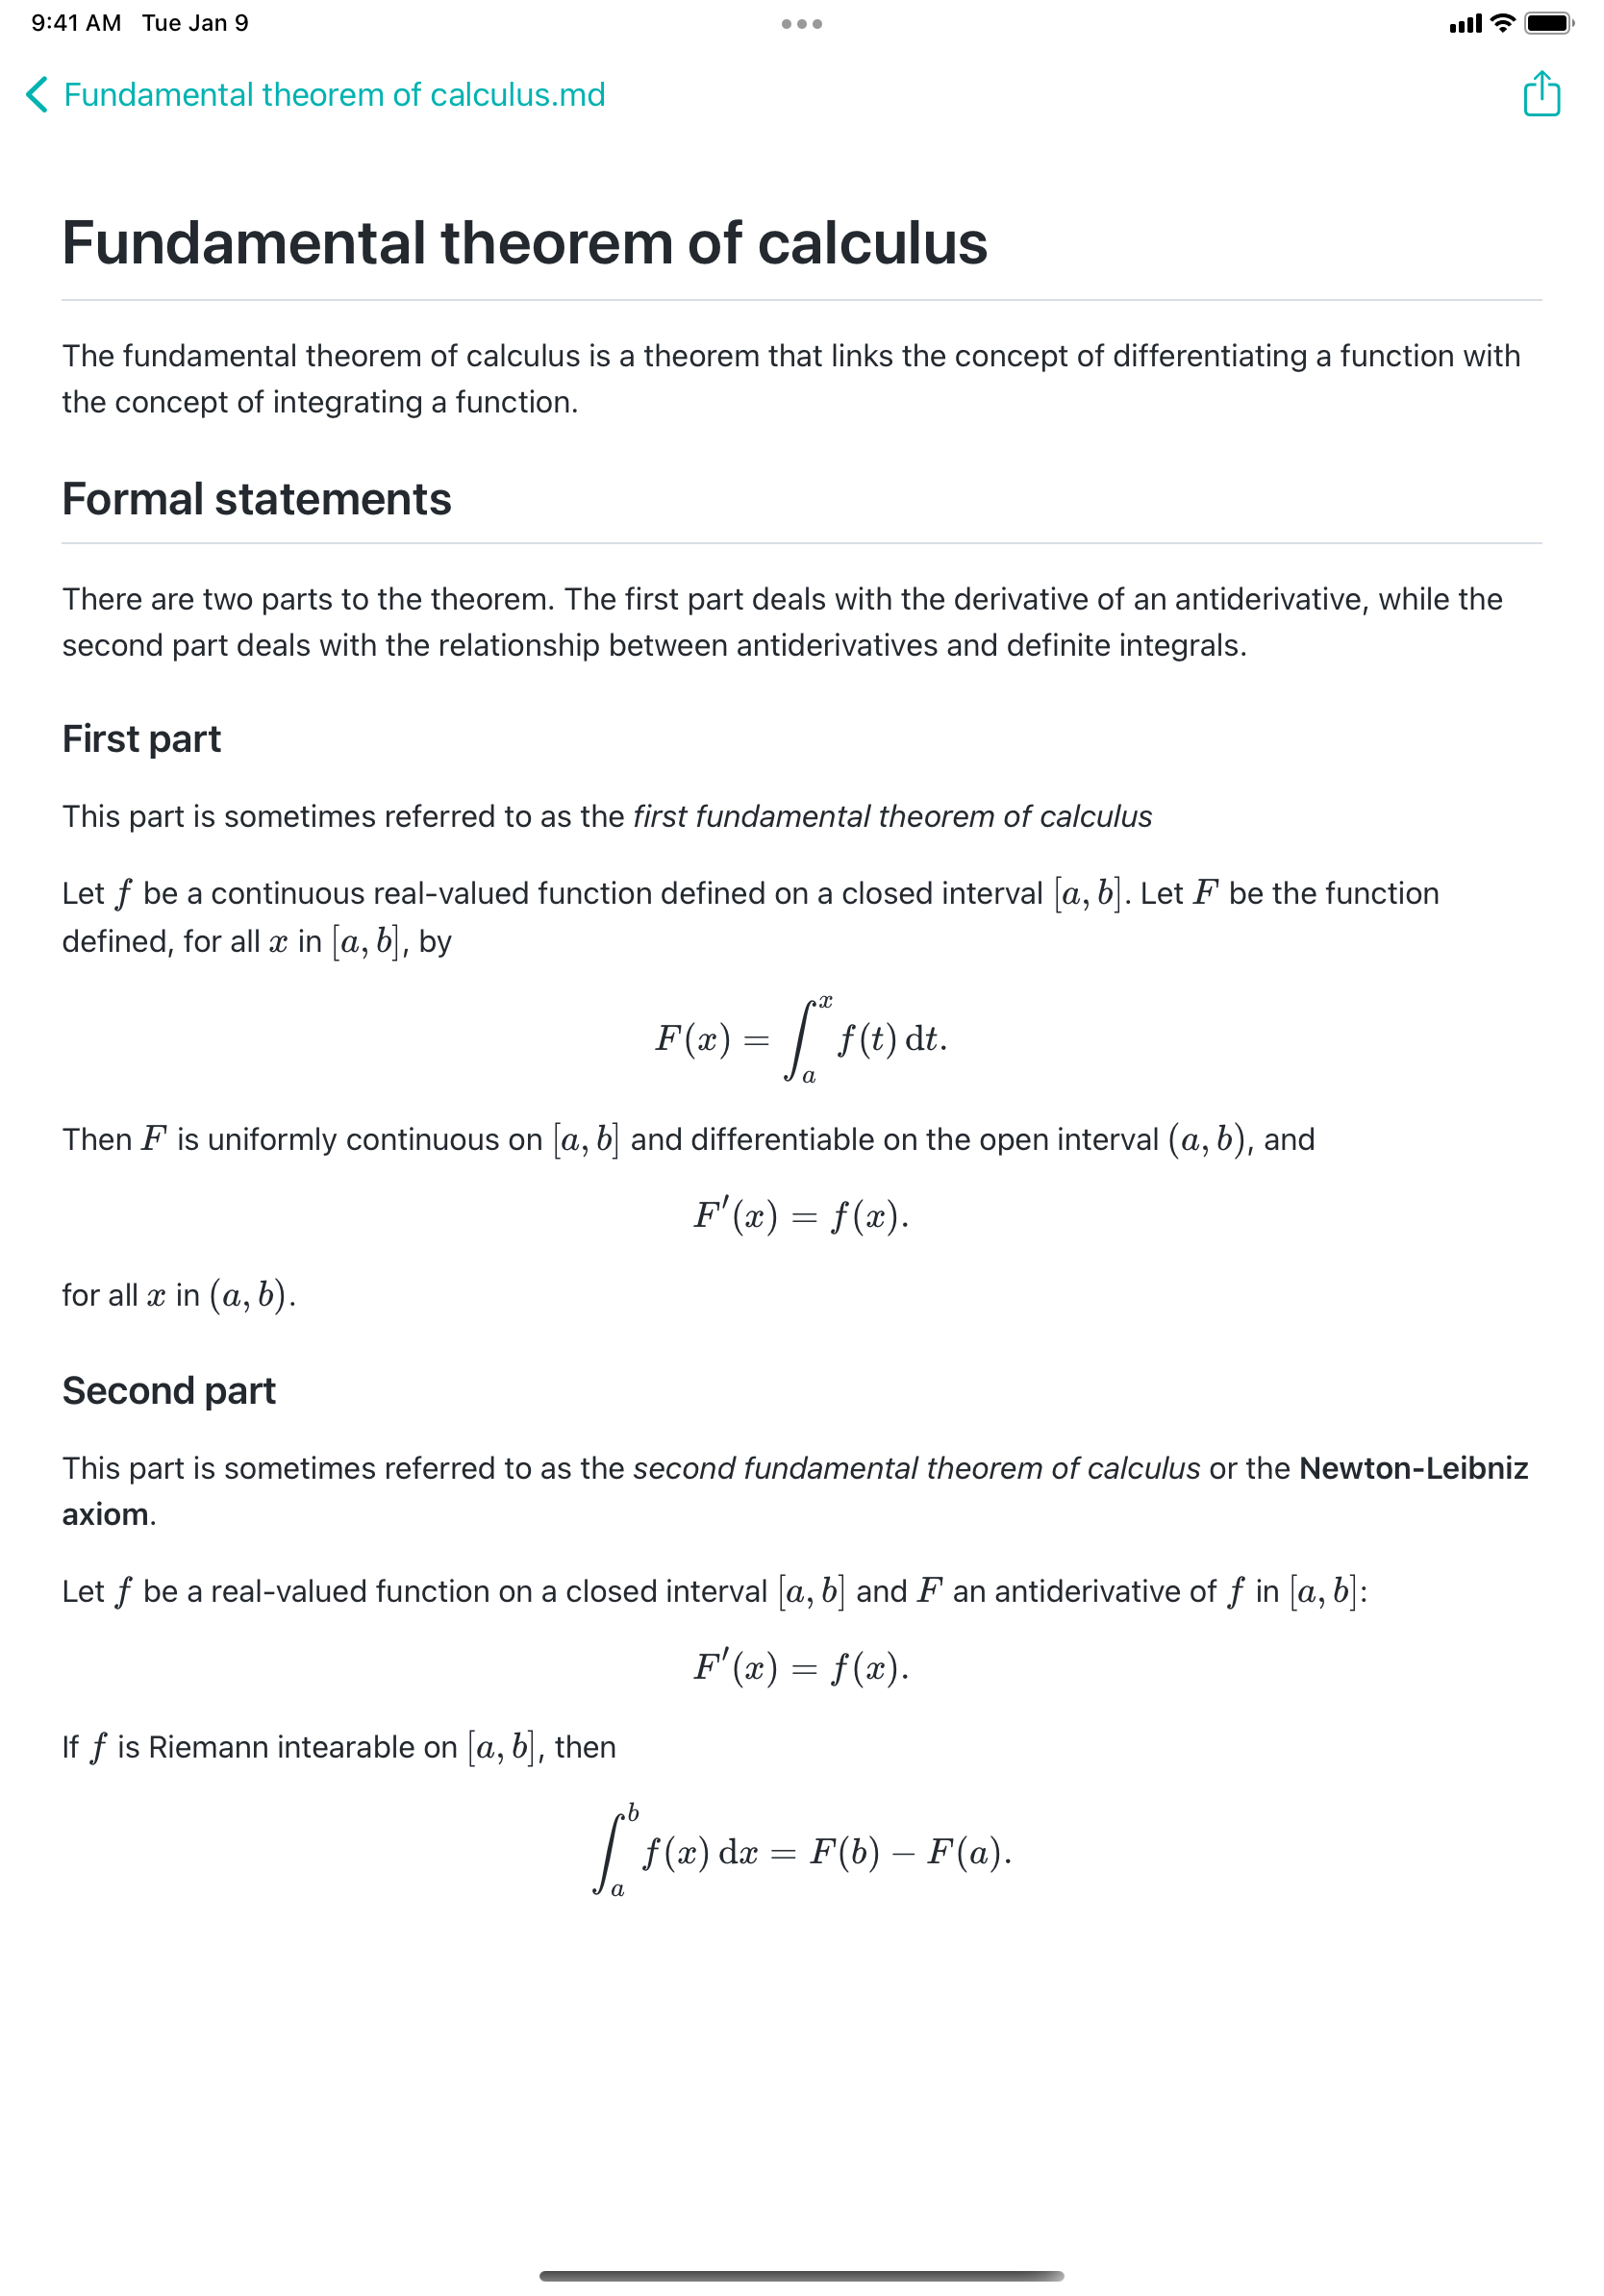 9:41 AM Tue Jan 9
Fundamental theorem of calculus.md
Fundamental theorem of calculus
The fundamental theorem of calculus is a theorem that links the concept of differentiating a function with
the concept of integrating a function.
Formal statements
There are two parts to the theorem. The first part deals with the derivative of an antiderivative, while the
second part deals with the relationship between antiderivatives and definite integrals.
First part
This part is sometimes referred to as the first fundamental theorem of calculus
Let f be a continuous real-valued function defined on a closed interval [a, b]. Let F be the function
defined, for all x in [a, b], by
F(x) = ∫ₐˣ f(t) dt.
Then F is uniformly continuous on [a, b] and differentiable on the open interval (a, b), and
F′(x) = f(x).
for all x in (a, b).
Second part
This part is sometimes referred to as the second fundamental theorem of calculus or the Newton-Leibniz
axiom.
Let f be a real-valued function on a closed interval [a, b] and F an antiderivative of f in [a, b]:
F′(x) = f(x).
If f is Riemann intearable on [a, b], then
∫ₐᵇ f(x) dx = F(b) − F(a).